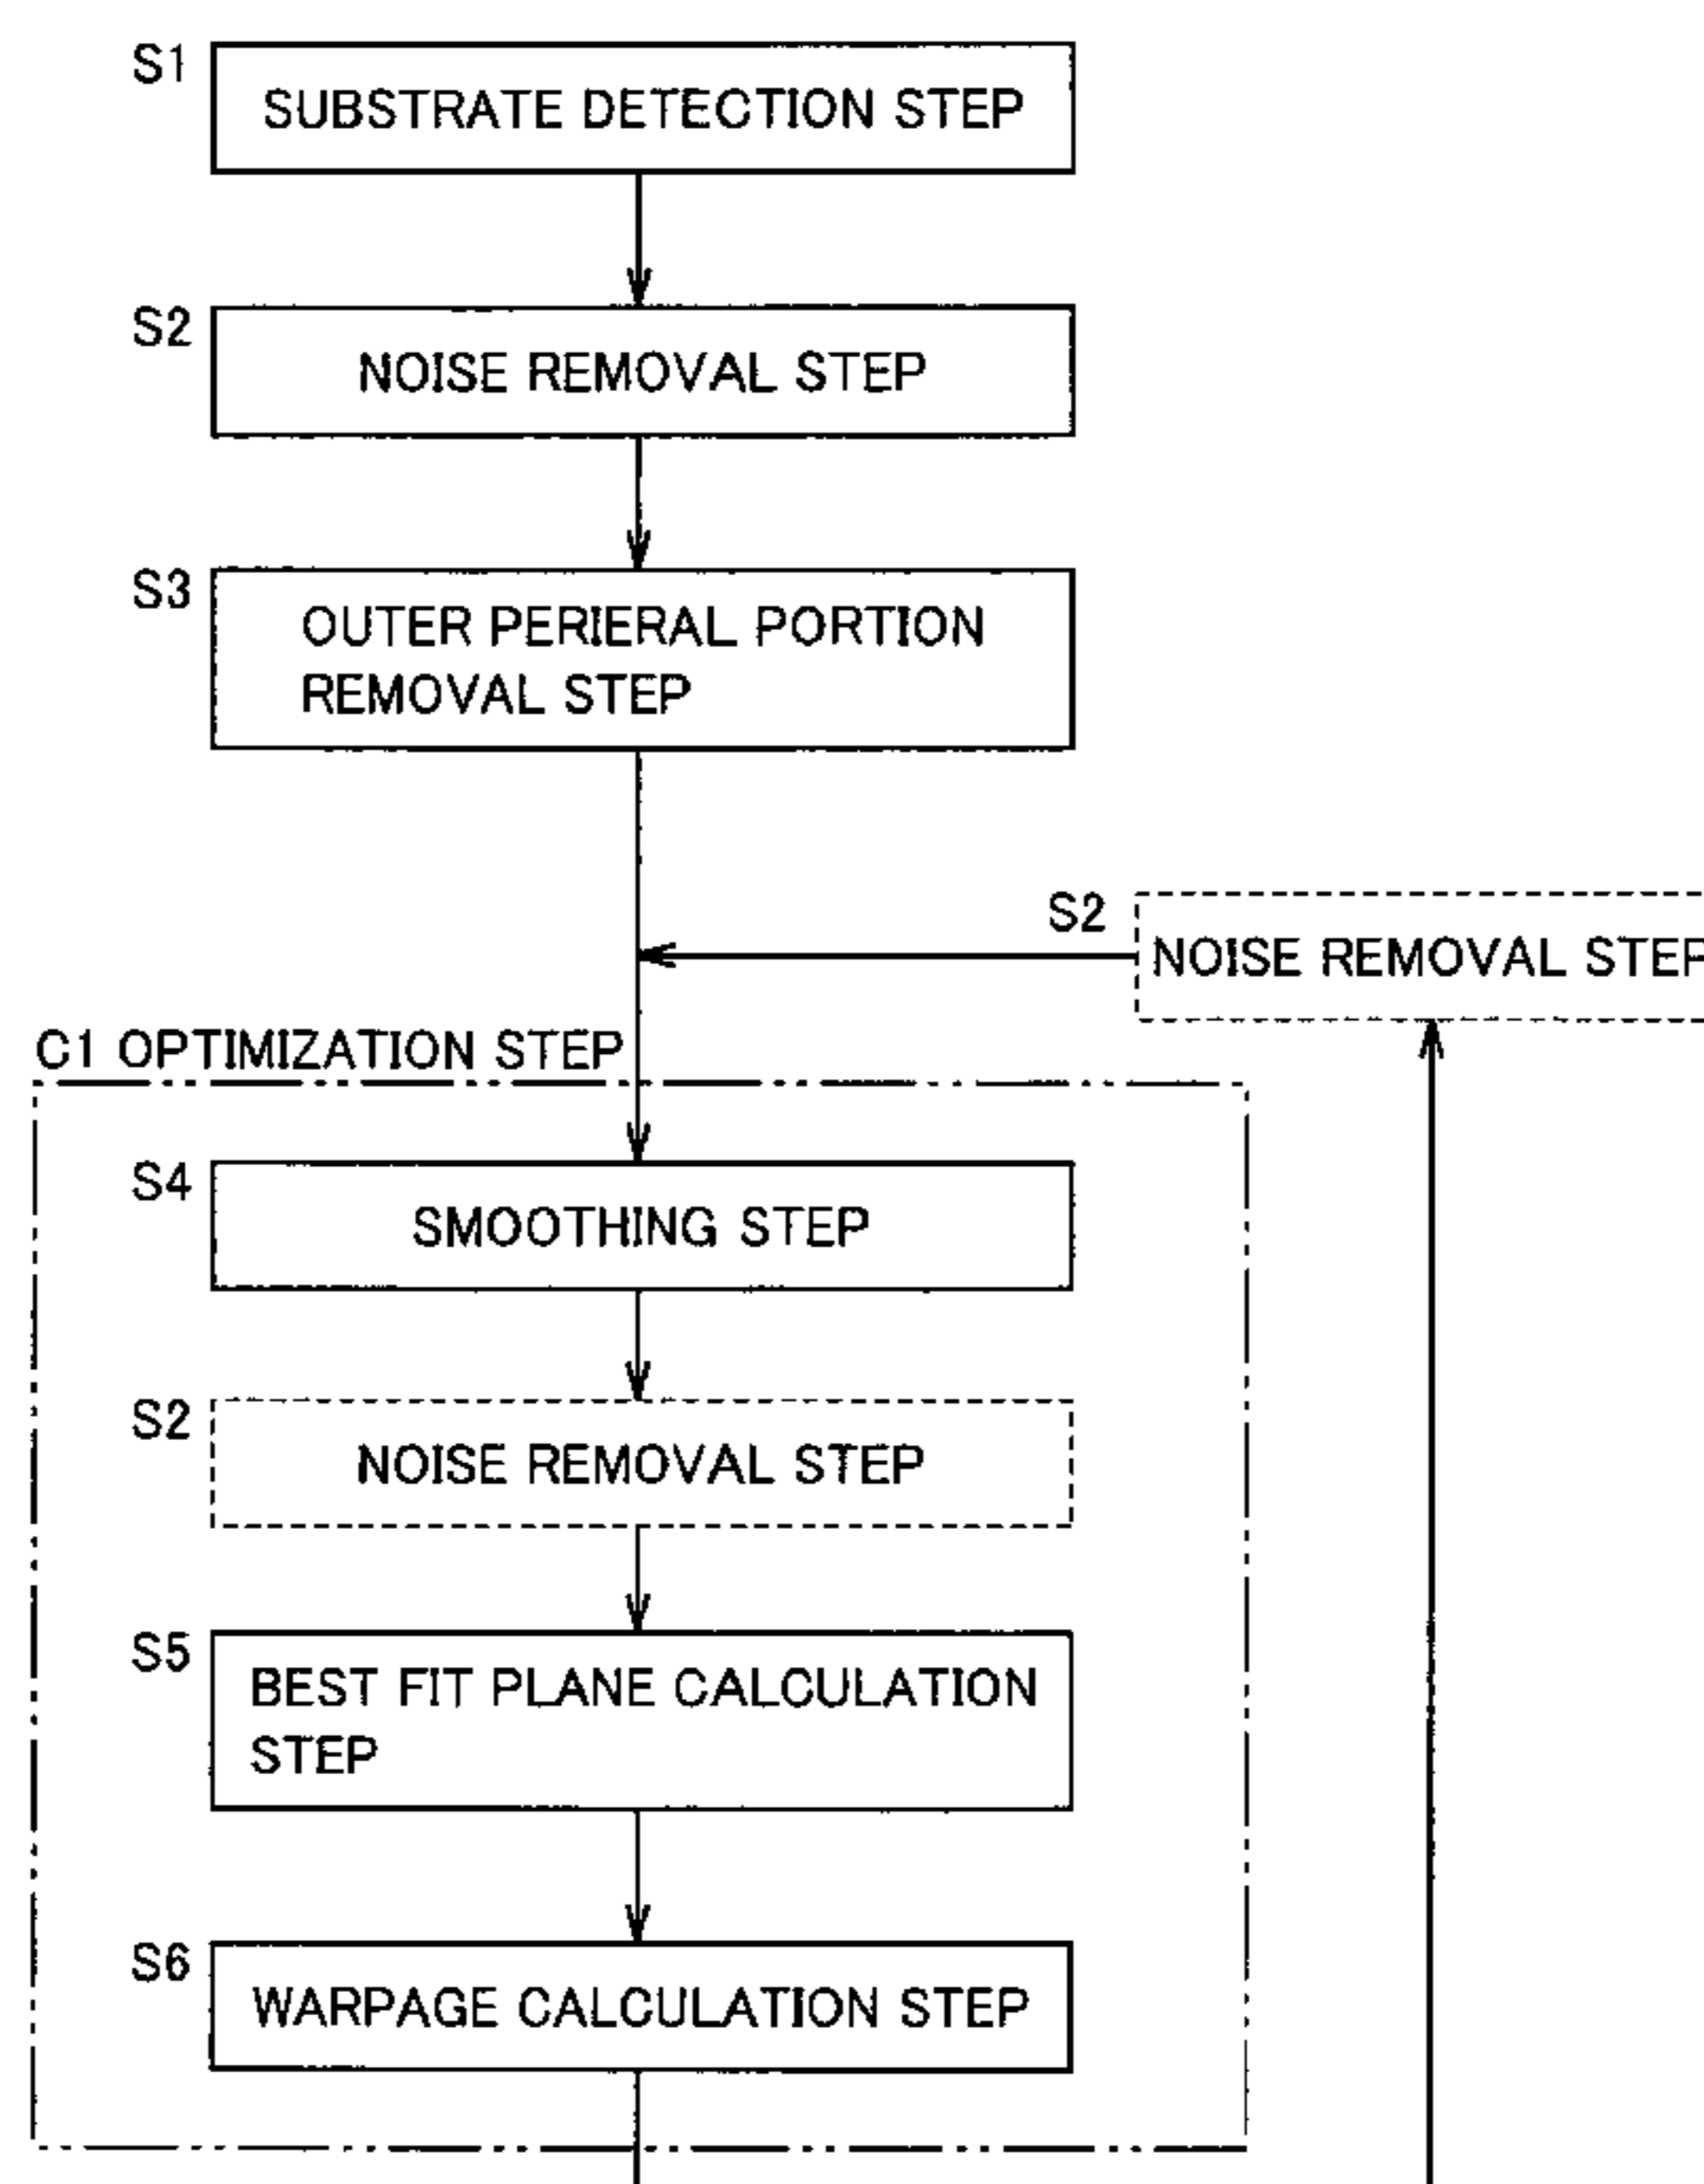 S1
SUBSTRATE DETECTION STEP
S2
NOISE REMOVAL STEP
S3
OUTER PERIERAL PORTION
REMOVAL STEP
S2
NOISE REMOVAL STEP
C1 OPTIMIZATION STEP
S4
SMOOTHING STEP
S2
NOISE REMOVAL STEP
S5
BEST FIT PLANE CALCULATION
STEP
S6
WARPAGE CALCULATION STEP